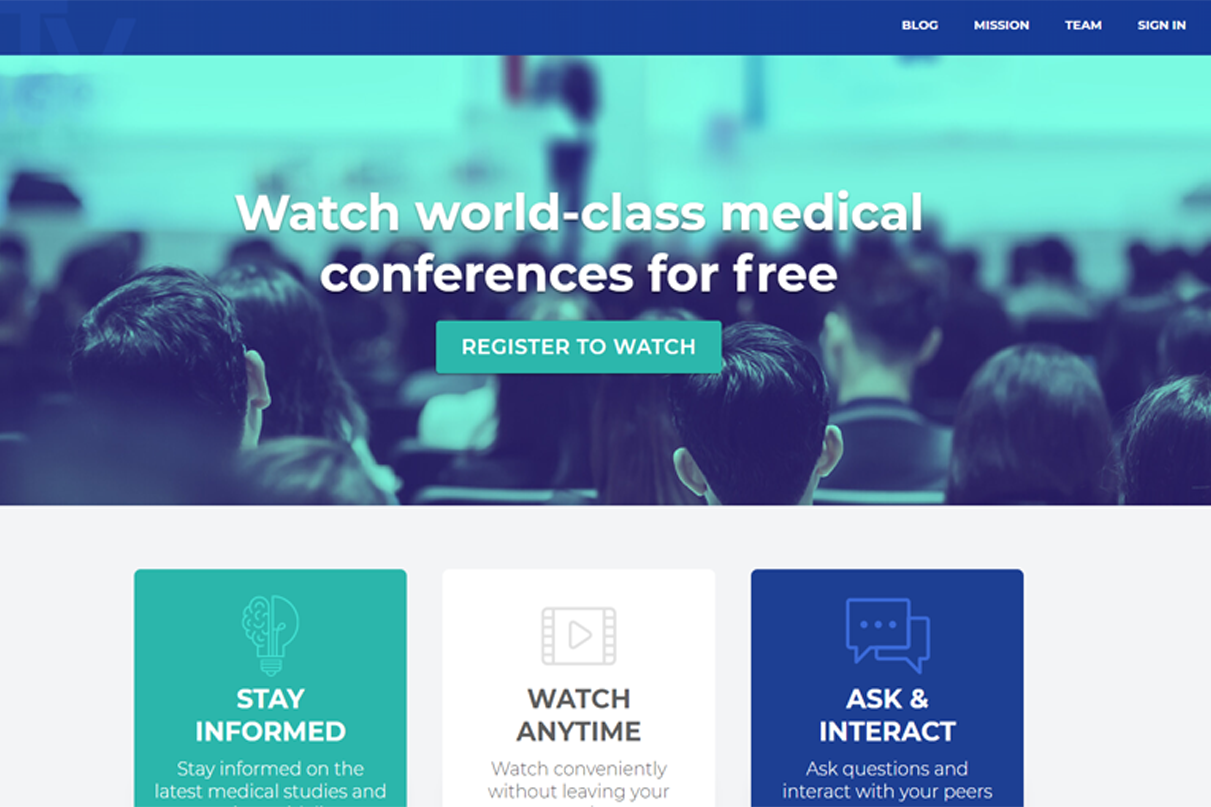 BLOG MISSION TEAM SIGN IN
Watch world-class medical
conferences for free
REGISTER TO WATCH
STAY
INFORMED
Stay informed on the
latest medical studies and
WATCH
ANYTIME
Watch conveniently
without leaving your
ASK &
INTERACT
Ask questions and
interact with your peers